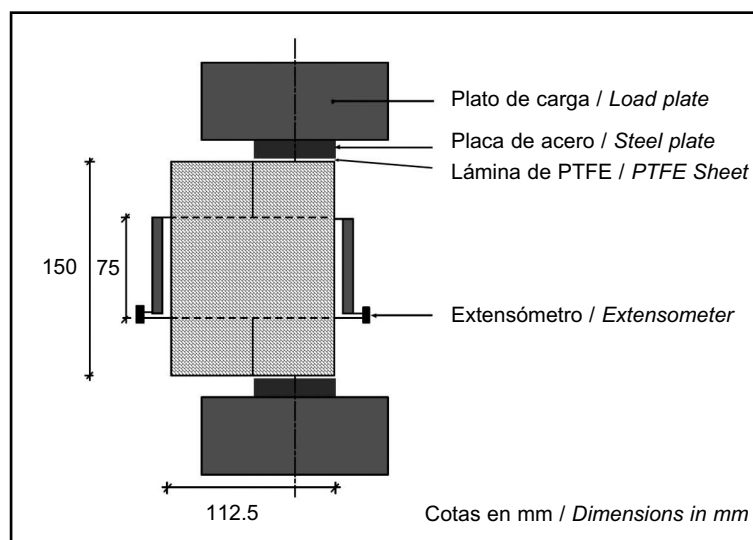 Plato de carga / Load plate
Placa de acero / Steel plate
Lámina de PTFE / PTFE Sheet
150
75
Extensómetro / Extensometer
112.5
Cotas en mm / Dimensions in mm